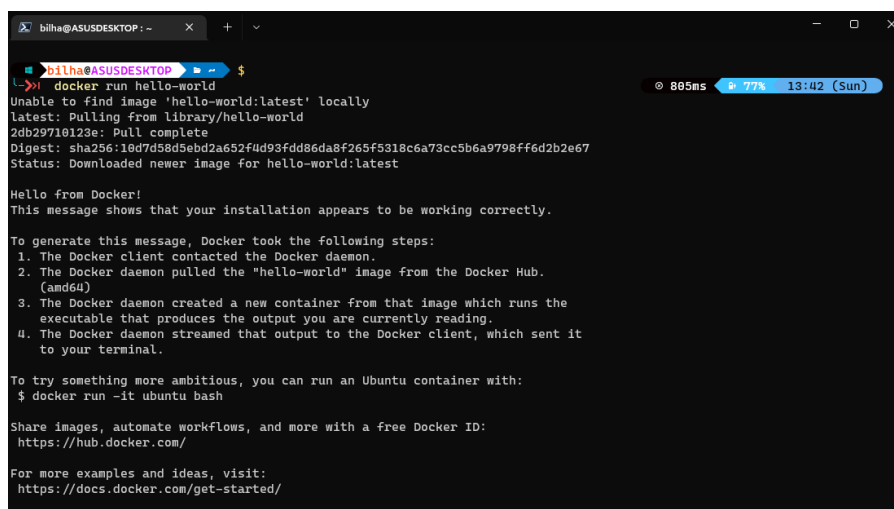 bilha@ASUSDESKTOP : ~
bilha@ASUSDESKTOP ~ $
docker run hello-world 805ms 77% 13:42 (Sun)
Unable to find image 'hello-world:latest' locally
latest: Pulling from library/hello-world
2db29710123e: Pull complete
Digest: sha256:10d7d58d5ebd2a652f4d93fdd86da8f265f5318c6a73cc5b6a9798ff6d2b2e67
Status: Downloaded newer image for hello-world:latest
Hello from Docker!
This message shows that your installation appears to be working correctly.
To generate this message, Docker took the following steps:
1. The Docker client contacted the Docker daemon.
2. The Docker daemon pulled the "hello-world" image from the Docker Hub.
(amd64)
3. The Docker daemon created a new container from that image which runs the
executable that produces the output you are currently reading.
4. The Docker daemon streamed that output to the Docker client, which sent it
to your terminal.
To try something more ambitious, you can run an Ubuntu container with:
$ docker run -it ubuntu bash
Share images, automate workflows, and more with a free Docker ID:
https://hub.docker.com/
For more examples and ideas, visit:
https://docs.docker.com/get-started/